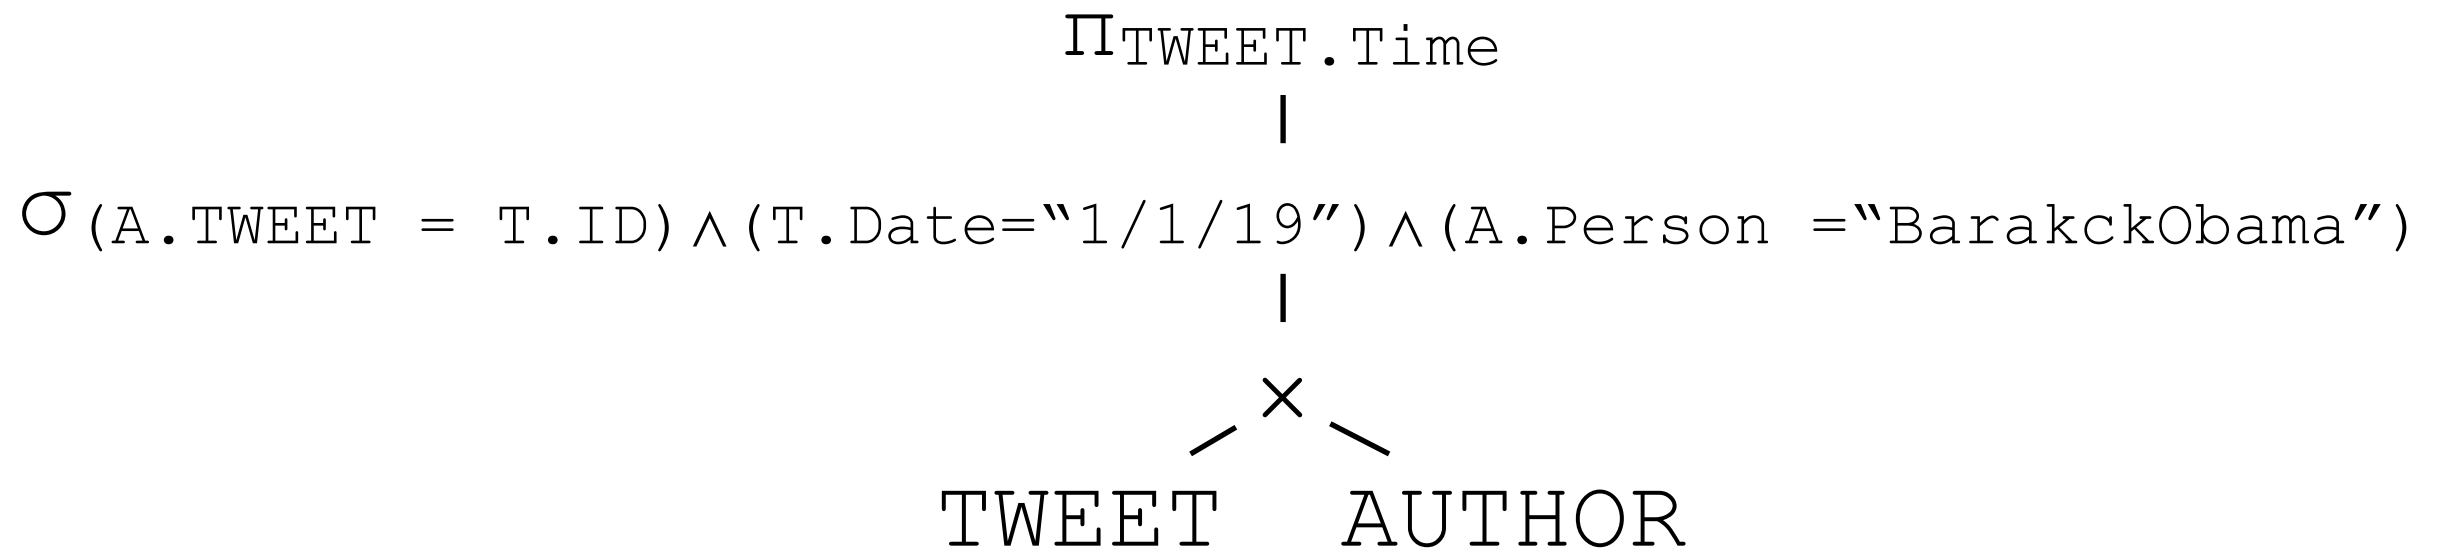 ΠTWEET.Time
σ(A.TWEET = T.ID)∧(T.Date=“1/1/19”)∧(A.Person =“BarakckObama”)
×
TWEET AUTHOR